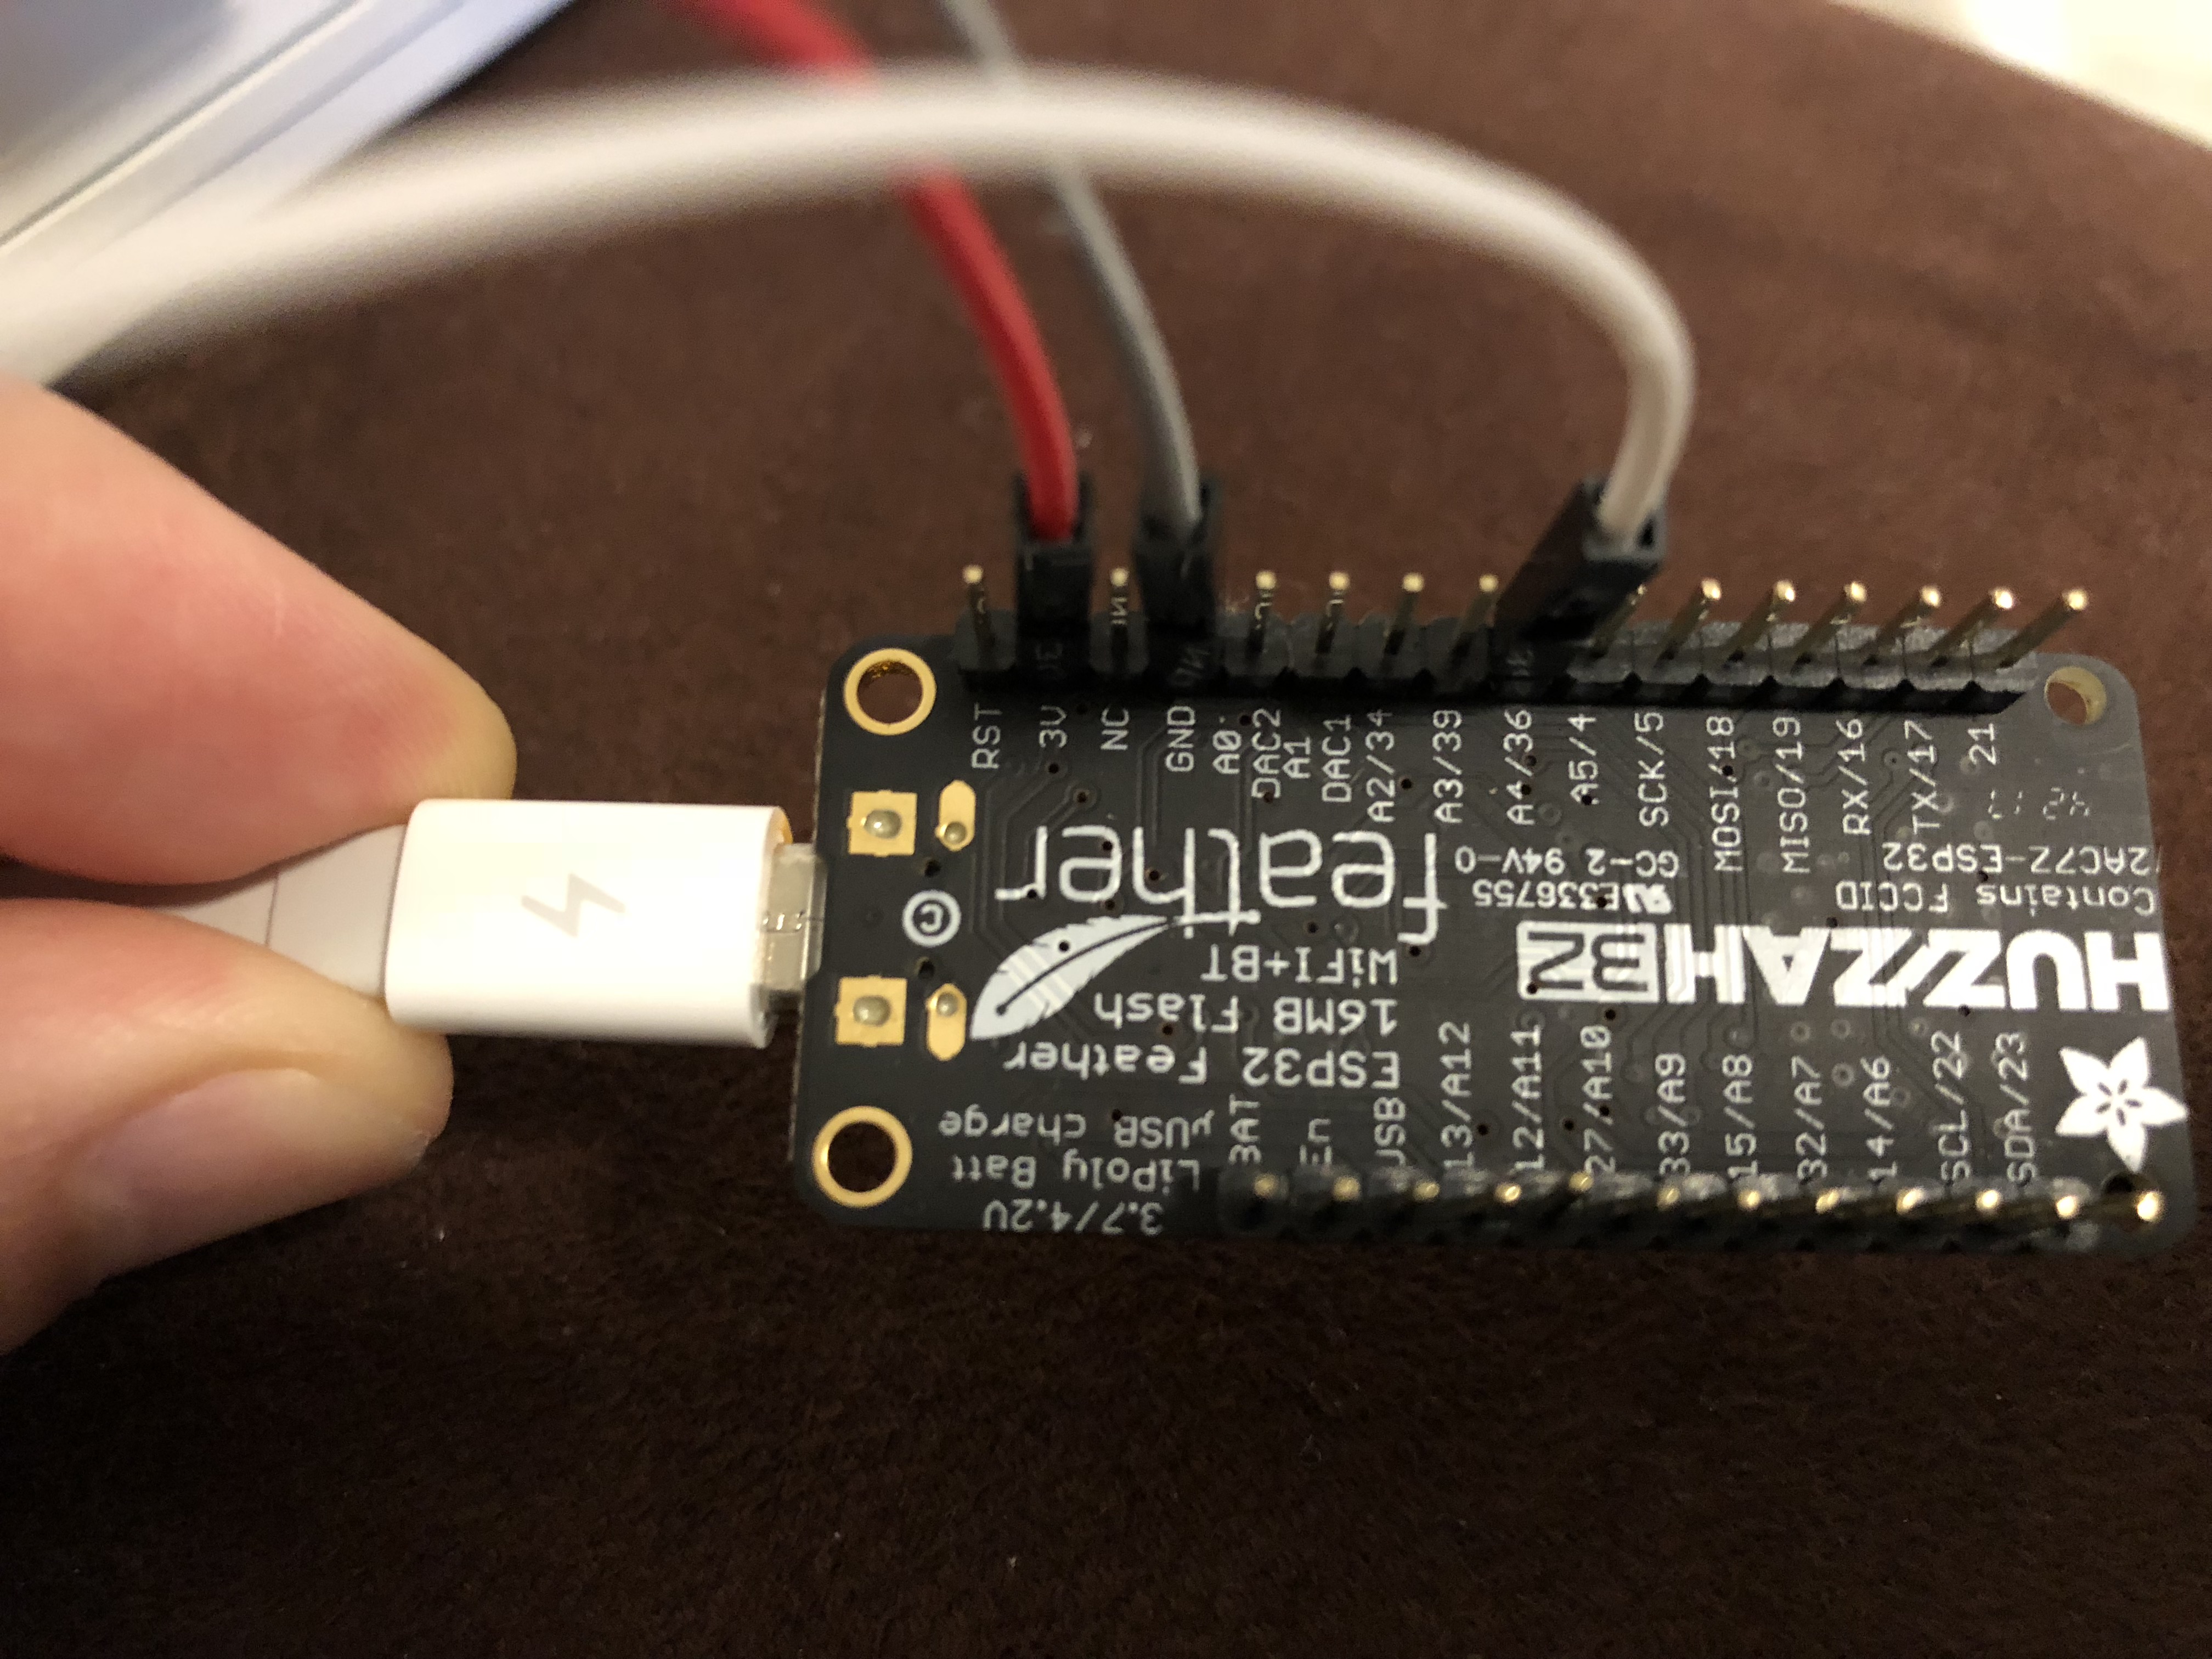 RST
3V
NC
GND
A0
DAC2
A1
DAC1
A2/34
A3/39
A4/36
A5/4
SCK/5
MOSI/18
MISO/19
RX/16
TX/17
21
feather
WiFI+BT
16MB Flash
ESP32 Feather
µUSB charge
LiPoly Batt
3.7/4.2V
©
GC-2 94V-0
E336755
Contains FCCID
2AC7Z-ESP32
HUZZAH32
BAT
En
USB
13/A12
12/A11
27/A10
33/A9
15/A8
32/A7
14/A6
SCL/22
SDA/23